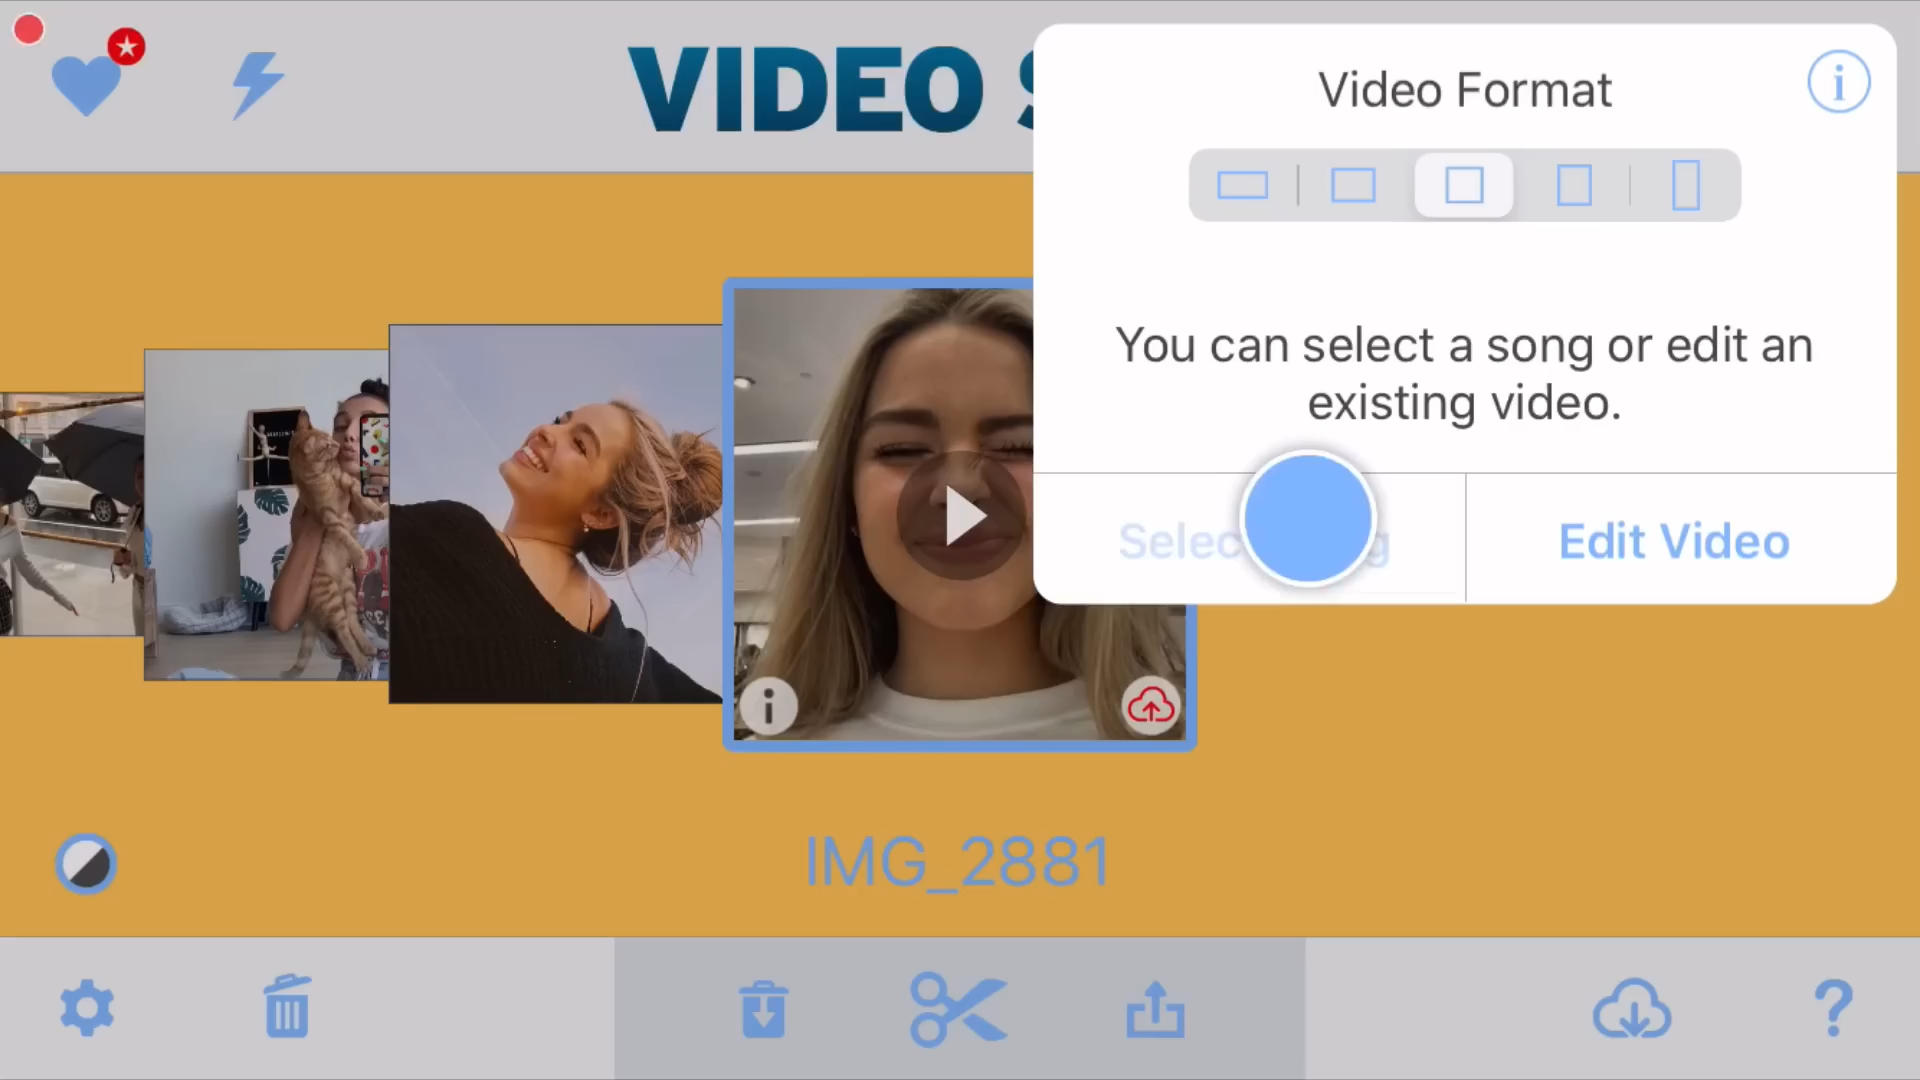 VIDEO
Video Format
You can select a song or edit an
existing video.
Edit Video
IMG_2881